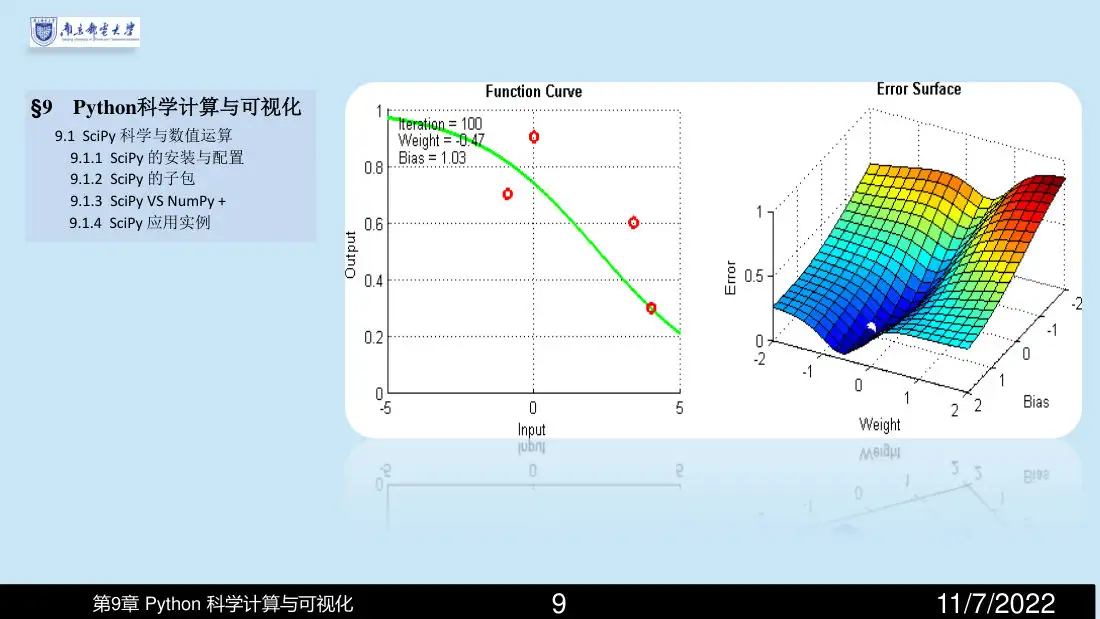 南京邮电大学
§9 Python科学计算与可视化
9.1 SciPy 科学与数值运算
9.1.1 SciPy 的安装与配置
9.1.2 SciPy 的子包
9.1.3 SciPy VS NumPy +
9.1.4 SciPy 应用实例
Function Curve
Iteration = 100
Weight = -0.47
Bias = 1.03
1
0.8
0.6
0.4
0.2
0
-5
0
5
Output
Input
Error Surface
1
0.5
0
Error
-2
-1
0
1
2
Weight
2
1
0
-1
-2
Bias
第9章 Python 科学计算与可视化
9
11/7/2022